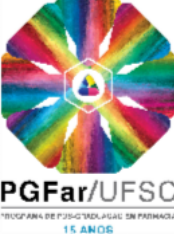 PGFar/UFSC
PROGRAMA DE PÓS-GRADUAÇÃO EM FARMÁCIA
15 ANOS